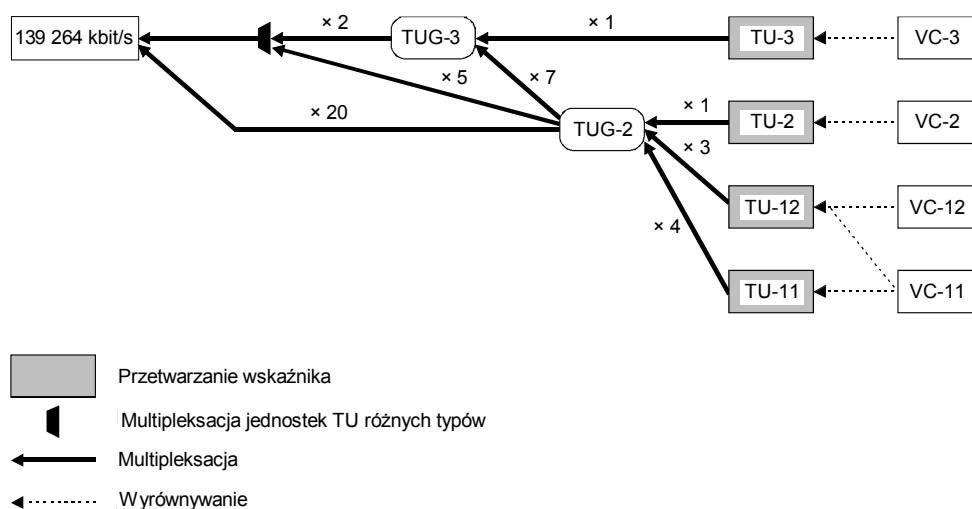 × 2
× 1
139 264 kbit/s
TUG-3
TU-3
VC-3
× 5
× 7
× 20
× 1
TUG-2
TU-2
VC-2
× 3
TU-12
VC-12
× 4
TU-11
VC-11
Przetwarzanie wskaźnika
Multipleksacja jednostek TU różnych typów
Multipleksacja
Wyrównywanie